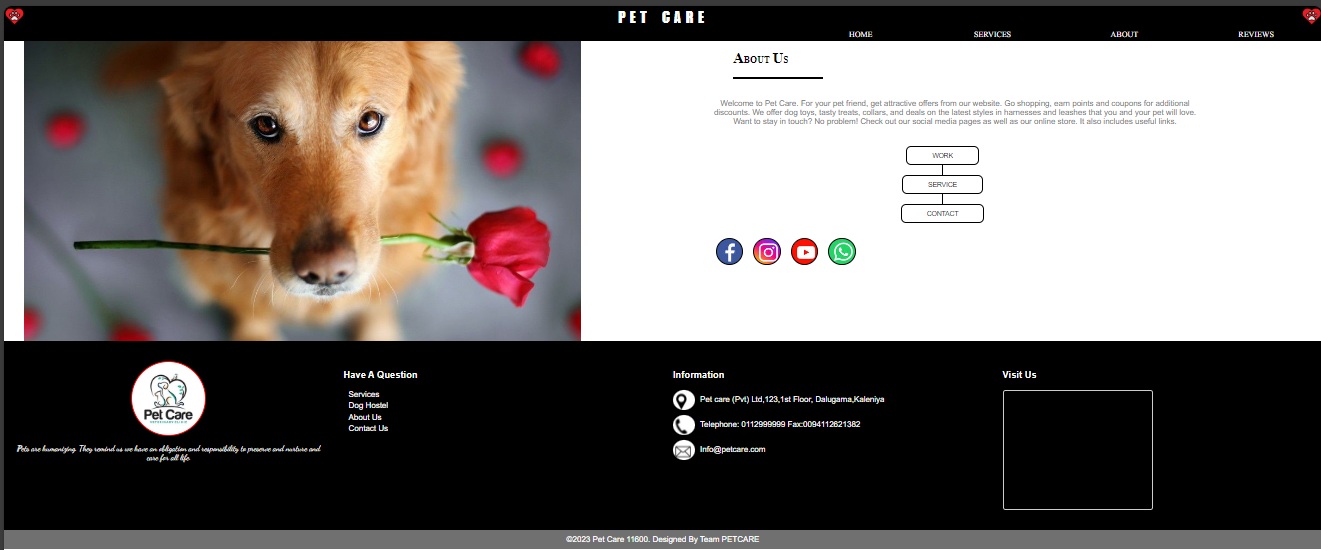 PET CARE
HOME SERVICES ABOUT REVIEWS
About Us
Welcome to Pet Care. For your pet friend, get attractive offers from our website. Go shopping, earn points and coupons for additional
discounts. We offer dog toys, tasty treats, collars, and deals on the latest styles in harnesses and leashes that you and your pet will love.
Want to stay in touch? No problem! Check out our social media pages as well as our online store. It also includes useful links.
WORK
SERVICE
CONTACT
Pet Care
Pets are humanizing. They remind us we have an obligation and responsibility to preserve and nurture and
care for all life.
Have A Question
Services
Dog Hostel
About Us
Contact Us
Information
Pet care (Pvt) Ltd,123,1st Floor, Dalugama,Kaleniya
Telephone: 0112999999 Fax:0094112621382
Info@petcare.com
Visit Us
©2023 Pet Care 11600. Designed By Team PETCARE